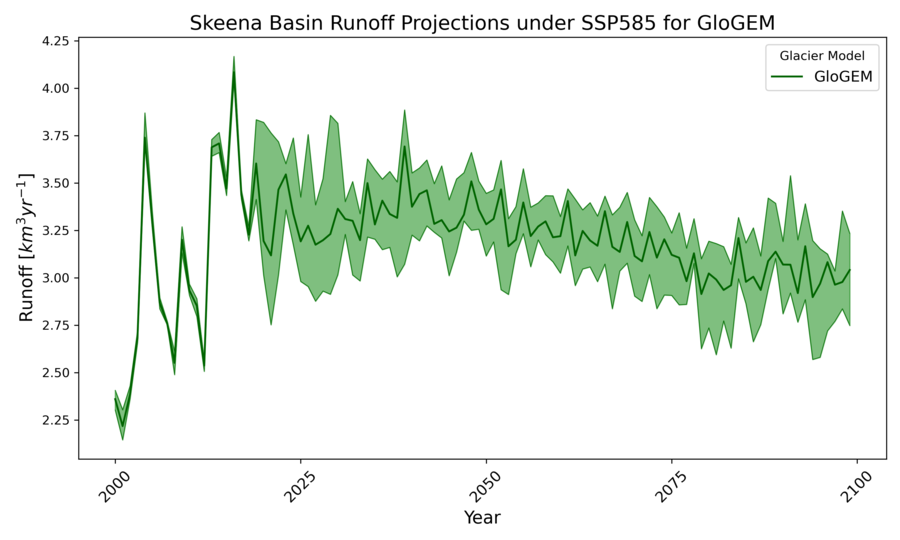 Skeena Basin Runoff Projections under SSP585 for GloGEM
Glacier Model
GloGEM
Runoff [km³yr⁻¹]
4.25
4.00
3.75
3.50
3.25
3.00
2.75
2.50
2.25
2000
2025
2050
2075
2100
Year